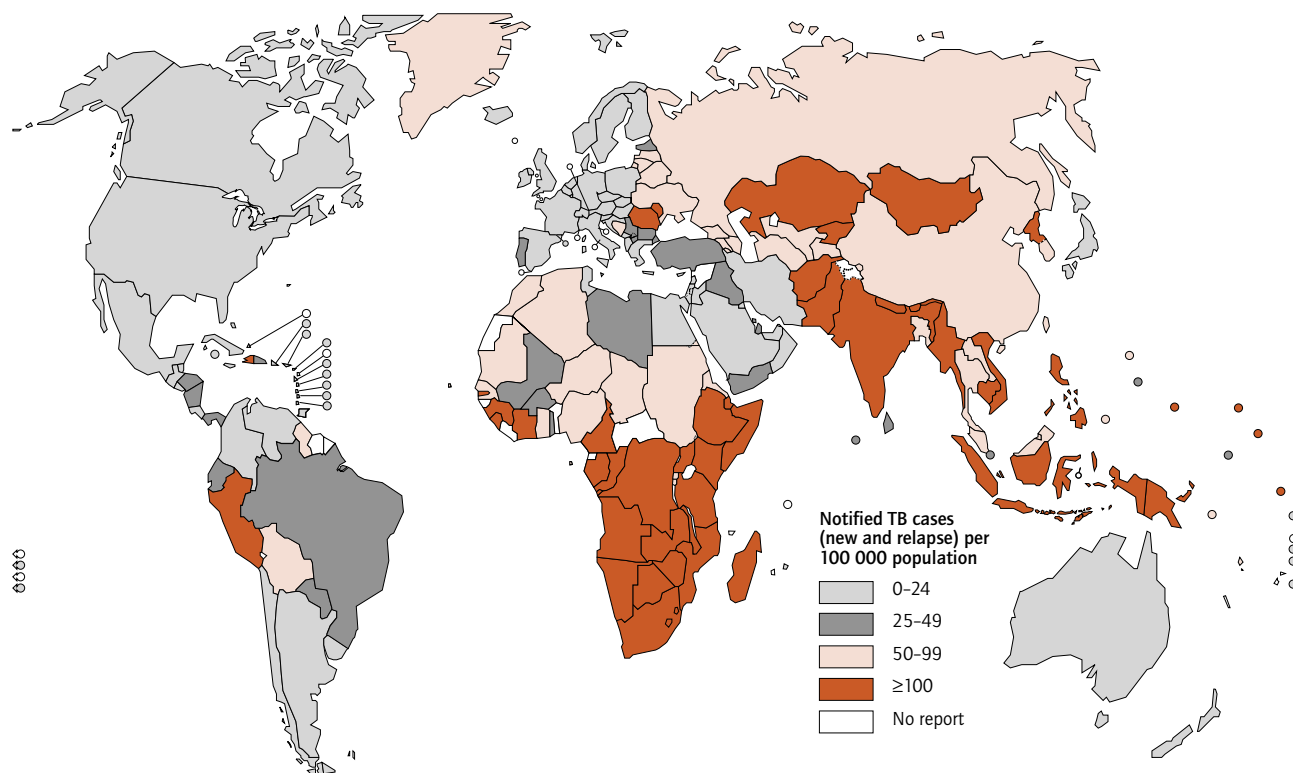 Notified TB cases
(new and relapse) per
100 000 population
0–24
25–49
50–99
≥100
No report